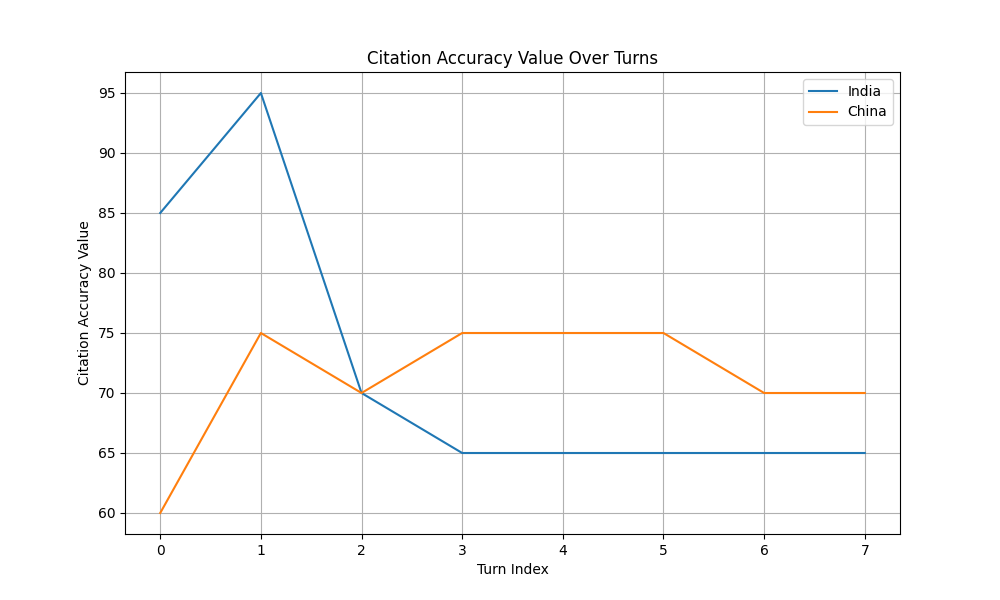 Citation Accuracy Value Over Turns
India
China
Citation Accuracy Value
95
90
85
80
75
70
65
60
0 1 2 3 4 5 6 7
Turn Index